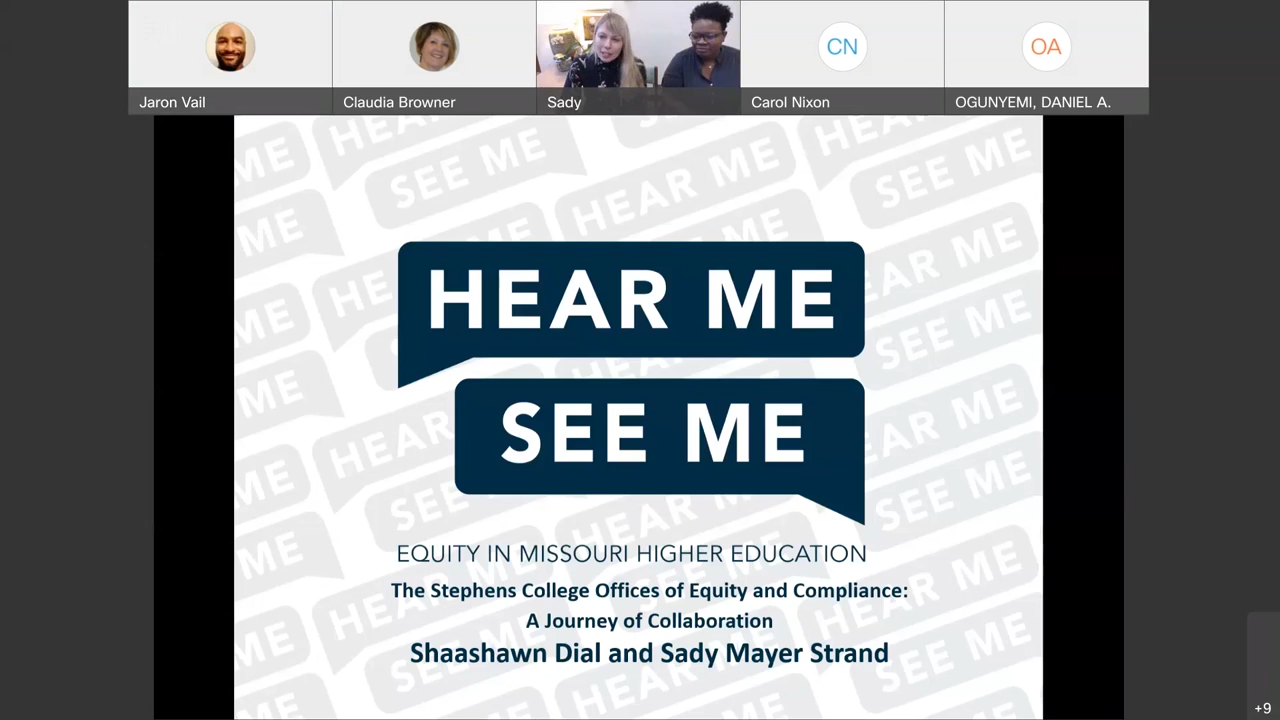 CN
OA
Jaron Vail
Claudia Browner
Sady
Carol Nixon
OGUNYEMI, DANIEL A.
HEAR ME
SEE ME
EQUITY IN MISSOURI HIGHER EDUCATION
The Stephens College Offices of Equity and Compliance:
A Journey of Collaboration
Shaashawn Dial and Sady Mayer Strand
+9